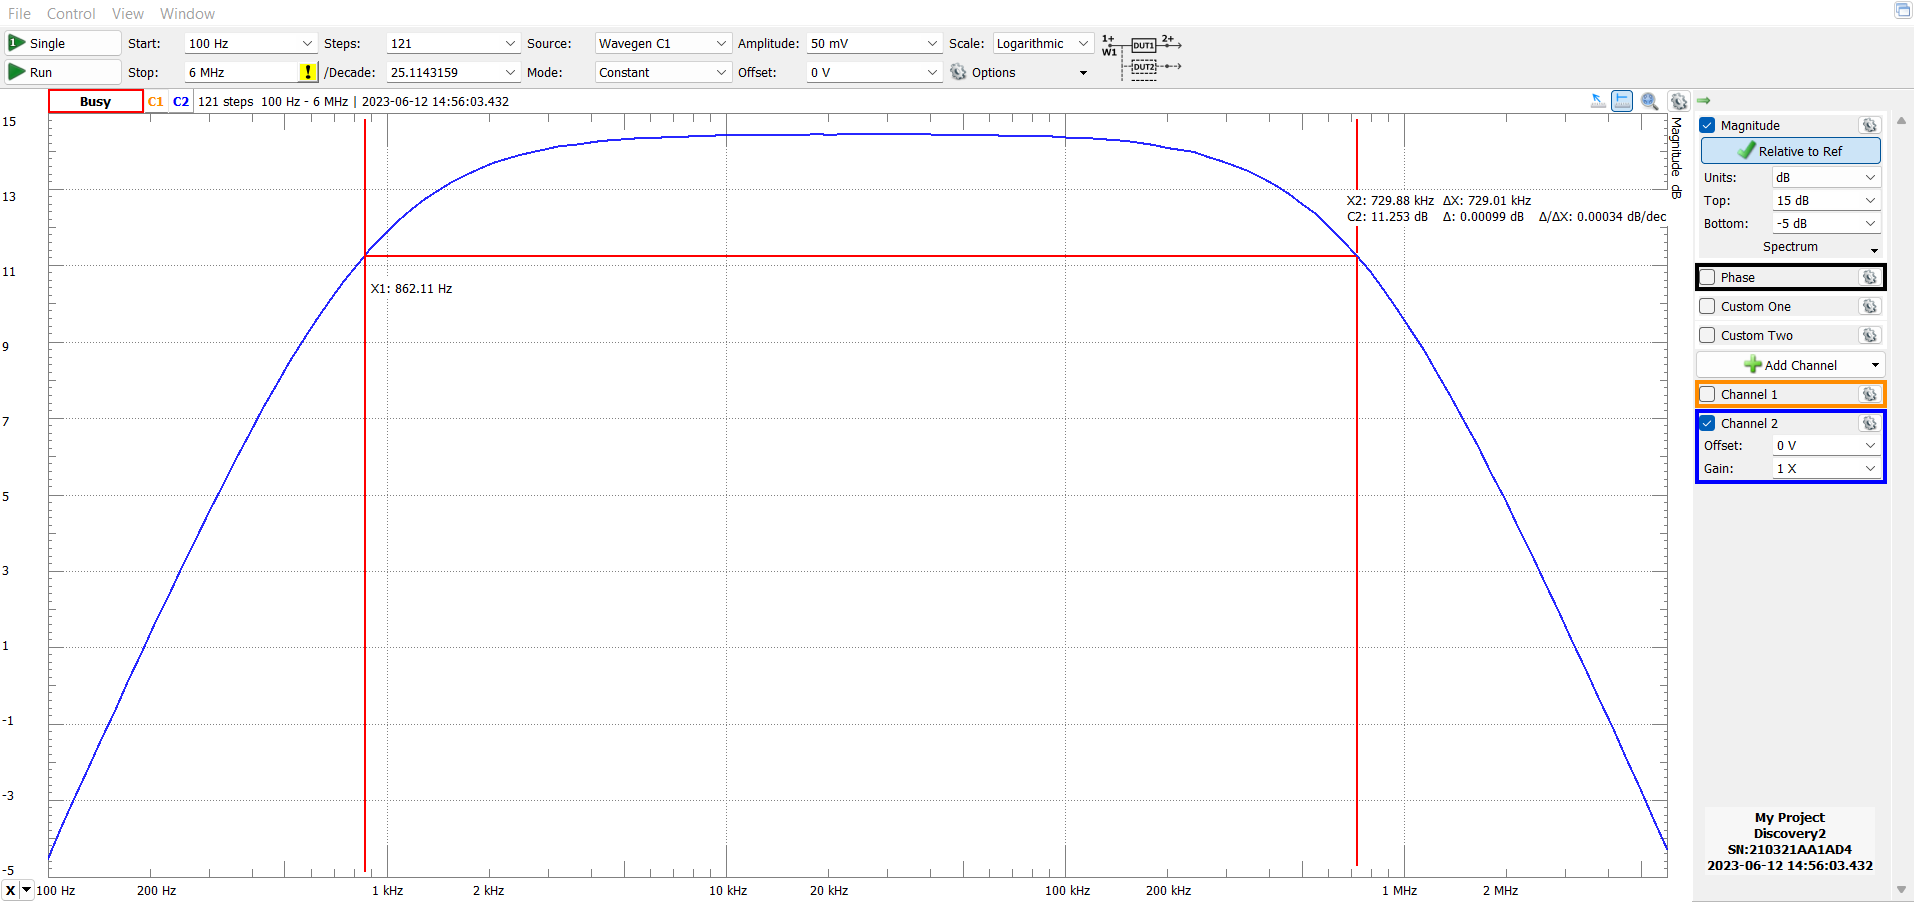 File Control View Window
Single Start: 100 Hz Steps: 121 Source: Wavegen C1 Amplitude: 50 mV Scale: Logarithmic 1+ W1 DUT1 2+
Run Stop: 6 MHz ! /Decade: 25.1143159 Mode: Constant Offset: 0 V Options DUT2
Busy C1 C2 121 steps 100 Hz - 6 MHz | 2023-06-12 14:56:03.432
15
13
11
9
7
5
3
1
-1
-3
-5
Magnitude dB
X2: 729.88 kHz ΔX: 729.01 kHz
C2: 11.253 dB Δ: 0.00099 dB Δ/ΔX: 0.00034 dB/dec
X1: 862.11 Hz
X 100 Hz 200 Hz 1 kHz 2 kHz 10 kHz 20 kHz 100 kHz 200 kHz 1 MHz 2 MHz
Magnitude
Relative to Ref
Units: dB
Top: 15 dB
Bottom: -5 dB
Spectrum
Phase
Custom One
Custom Two
Add Channel
Channel 1
Channel 2
Offset: 0 V
Gain: 1 X
My Project
Discovery2
SN:210321AA1AD4
2023-06-12 14:56:03.432